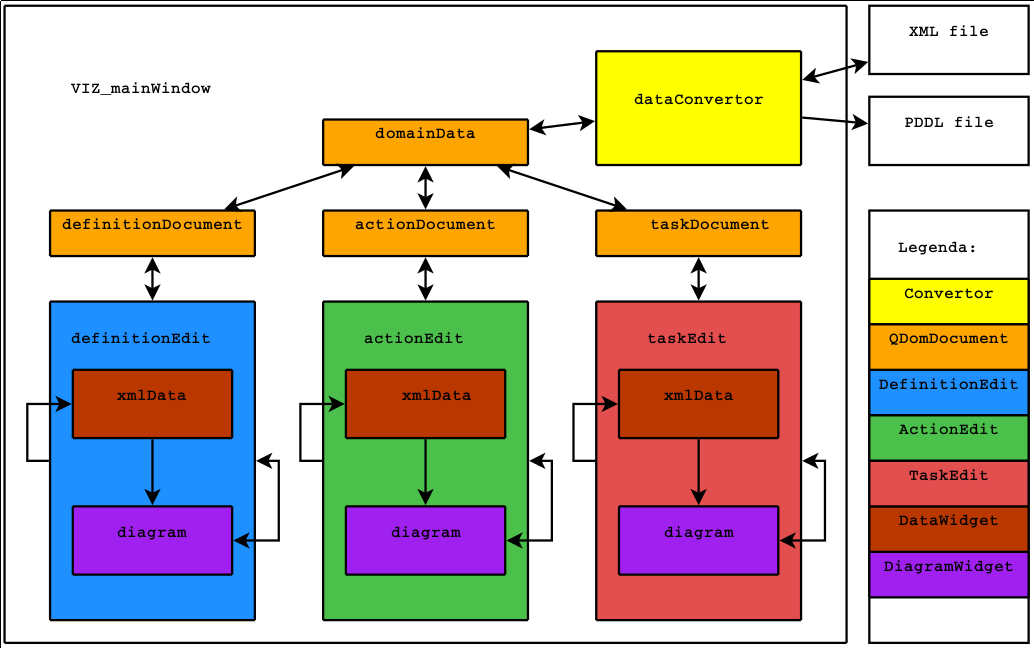 XML file
VIZ_mainWindow
dataConvertor
PDDL file
domainData
definitionDocument
actionDocument
taskDocument
Legenda:
Convertor
QDomDocument
DefinitionEdit
ActionEdit
TaskEdit
DataWidget
DiagramWidget
definitionEdit
xmlData
diagram
actionEdit
xmlData
diagram
taskEdit
xmlData
diagram